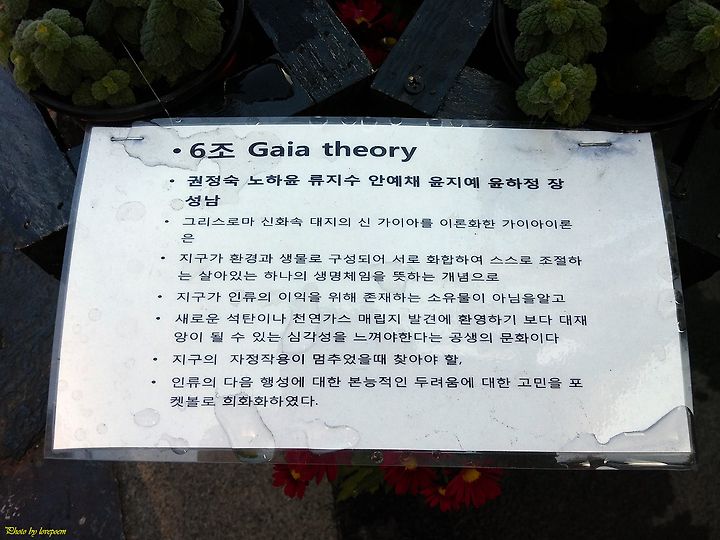 • 6조 Gaia theory
• 권정숙 노하윤 류지수 안예채 윤지예 윤하정 장
성남
• 그리스로마 신화속 대지의 신 가이아를 이론화한 가이아이론
은
• 지구가 환경과 생물로 구성되어 서로 화합하여 스스로 조절하
는 살아있는 하나의 생명체임을 뜻하는 개념으로
• 지구가 인류의 이익을 위해 존재하는 소유물이 아님을알고
• 새로운 석탄이나 천연가스 매립지 발견에 환영하기 보다 대재
앙이 될 수 있는 심각성을 느껴야한다는 공생의 문화이다
• 지구의 자정작용이 멈추었을때 찾아야 할,
• 인류의 다음 행성에 대한 본능적인 두려움에 대한 고민을 포
켓볼로 희화화하였다.
Photo by lovepoem